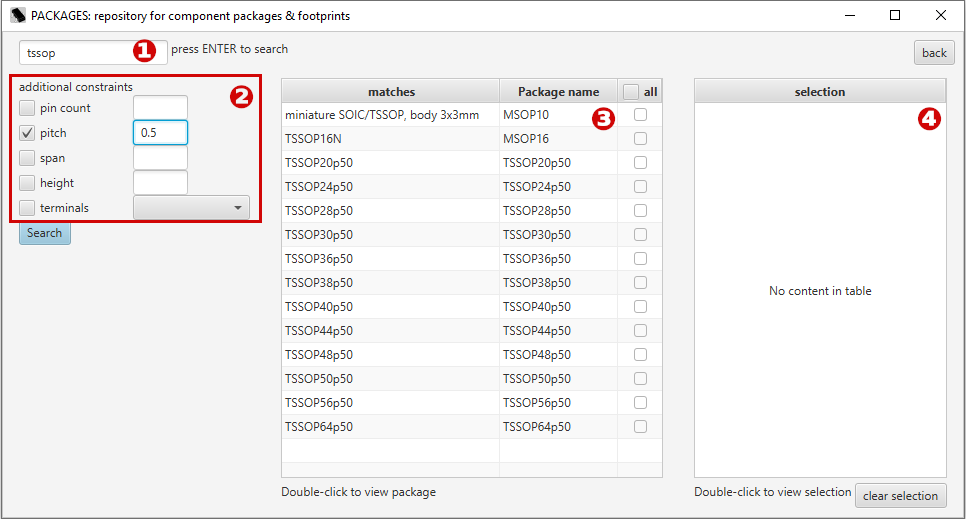 PACKAGES: repository for component packages & footprints
tssop
1
press ENTER to search
back
additional constraints
2
pin count
pitch
0.5
span
height
terminals
Search
matches Package name all
miniature SOIC/TSSOP, body 3x3mm MSOP10
3
TSSOP16N MSOP16
TSSOP20p50 TSSOP20p50
TSSOP24p50 TSSOP24p50
TSSOP28p50 TSSOP28p50
TSSOP30p50 TSSOP30p50
TSSOP36p50 TSSOP36p50
TSSOP38p50 TSSOP38p50
TSSOP40p50 TSSOP40p50
TSSOP44p50 TSSOP44p50
TSSOP48p50 TSSOP48p50
TSSOP50p50 TSSOP50p50
TSSOP56p50 TSSOP56p50
TSSOP64p50 TSSOP64p50
Double-click to view package
selection
4
No content in table
Double-click to view selection
clear selection